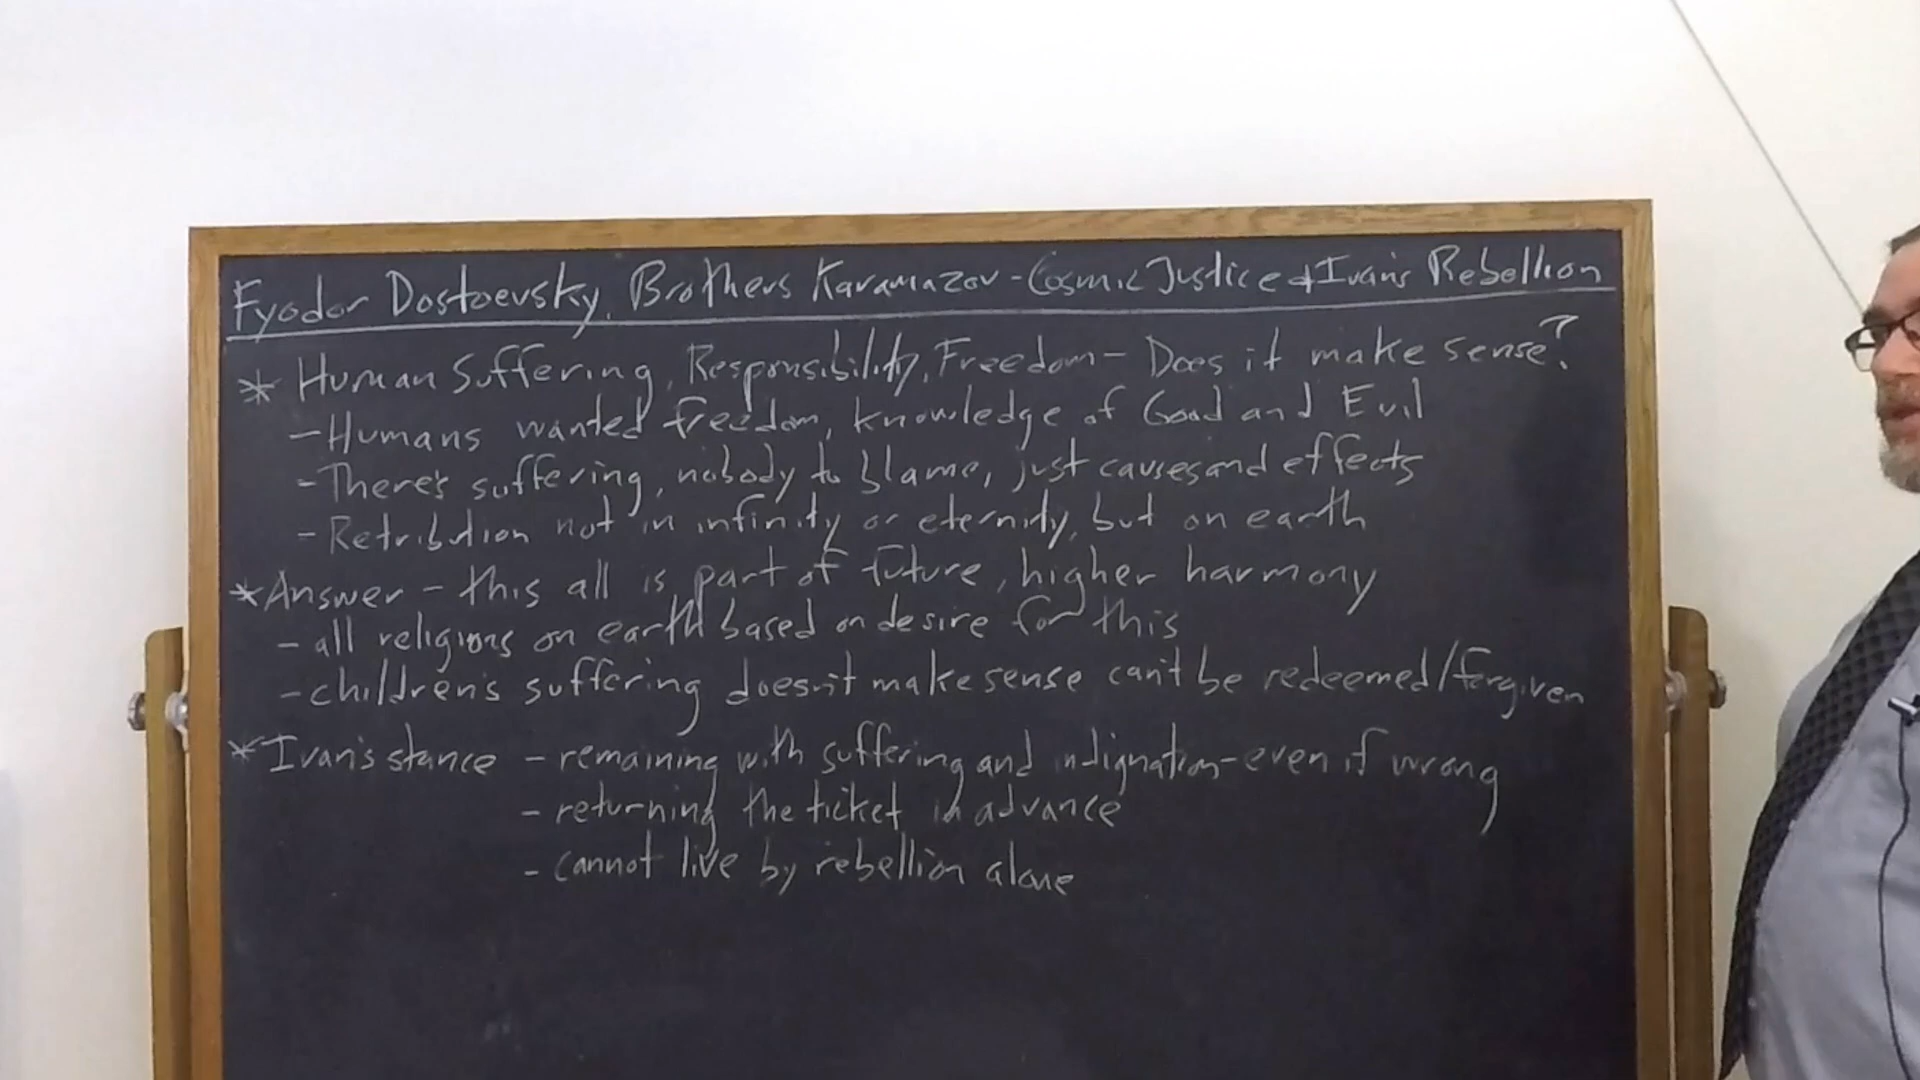 Fyodor Dostoevsky, Brothers Karamazov - Cosmic Justice + Ivan's Rebellion
* Human Suffering, Responsibility, Freedom - Does it make sense?
- Humans wanted freedom, knowledge of Good and Evil
- There's suffering, nobody to blame, just causes and effects
- Retribution not in infinity or eternity, but on earth
* Answer - this all is part of future, higher harmony
- all religions on earth based on desire for this
- children's suffering doesn't make sense can't be redeemed/forgiven
* Ivan's stance - remaining with suffering and indignation - even if wrong
- returning the ticket in advance
- cannot live by rebellion alone